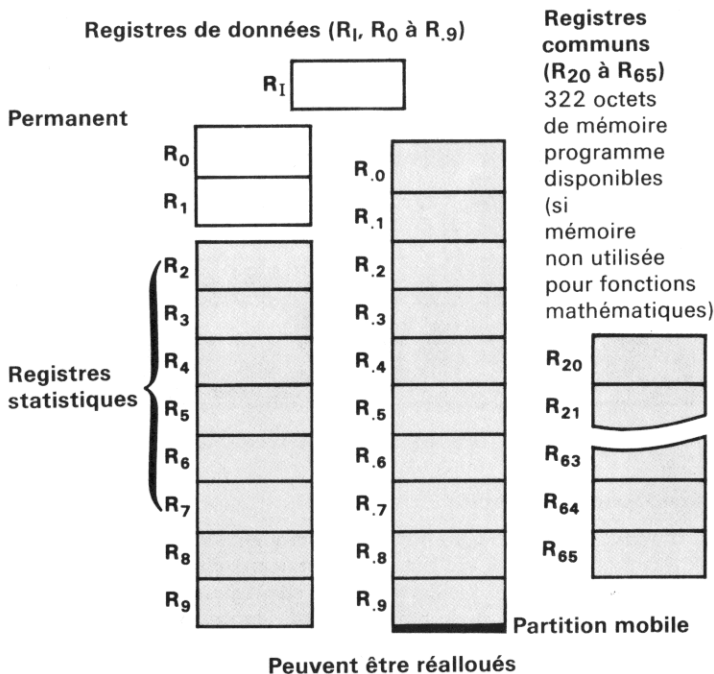 Registres de données (R_I, R_0 à R_.9)
R_I
Permanent
R_0
R_1
R_2
R_3
R_4
R_5
R_6
R_7
R_8
R_9
Registres
statistiques
R_.0
R_.1
R_.2
R_.3
R_.4
R_.5
R_.6
R_.7
R_.8
R_.9
Registres
communs
(R_20 à R_65)
322 octets
de mémoire
programme
disponibles
(si
mémoire
non utilisée
pour fonctions
mathématiques)
R_20
R_21
R_63
R_64
R_65
Partition mobile
Peuvent être réalloués